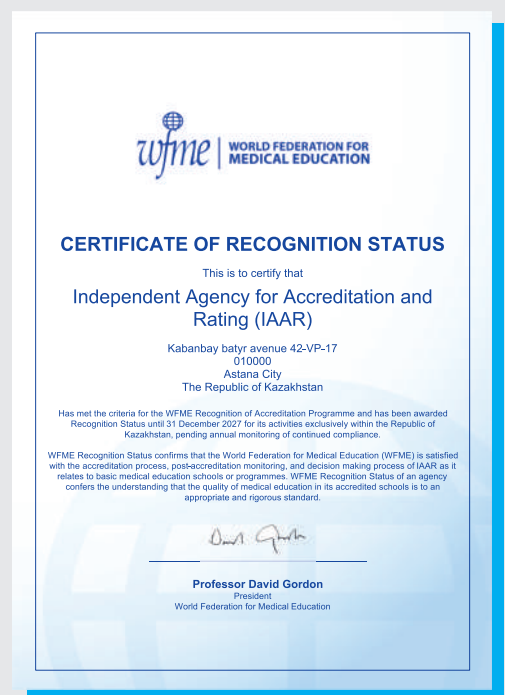 wfme
WORLD FEDERATION FOR
MEDICAL EDUCATION
CERTIFICATE OF RECOGNITION STATUS
This is to certify that
Independent Agency for Accreditation and
Rating (IAAR)
Kabanbay batyr avenue 42-VP-17
010000
Astana City
The Republic of Kazakhstan
Has met the criteria for the WFME Recognition of Accreditation Programme and has been awarded
Recognition Status until 31 December 2027 for its activities exclusively within the Republic of
Kazakhstan, pending annual monitoring of continued compliance.
WFME Recognition Status confirms that the World Federation for Medical Education (WFME) is satisfied
with the accreditation process, post-accreditation monitoring, and decision making process of IAAR as it
relates to basic medical education schools or programmes. WFME Recognition Status of an agency
confers the understanding that the quality of medical education in its accredited schools is to an
appropriate and rigorous standard.
David Gordon
Professor David Gordon
President
World Federation for Medical Education